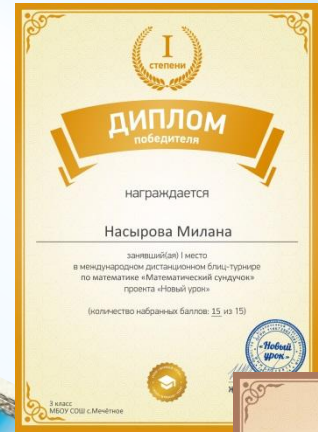 I
степени
ДИПЛОМ
победителя
награждается
Насырова Милана
занявший(ая) I место
в международном дистанционном блиц-турнире
по математике «Математический сундучок»
проекта «Новый урок»
(количество набранных баллов: 15 из 15)
«Новый
урок»
3 класс
МБОУ СОШ с.Мечётное